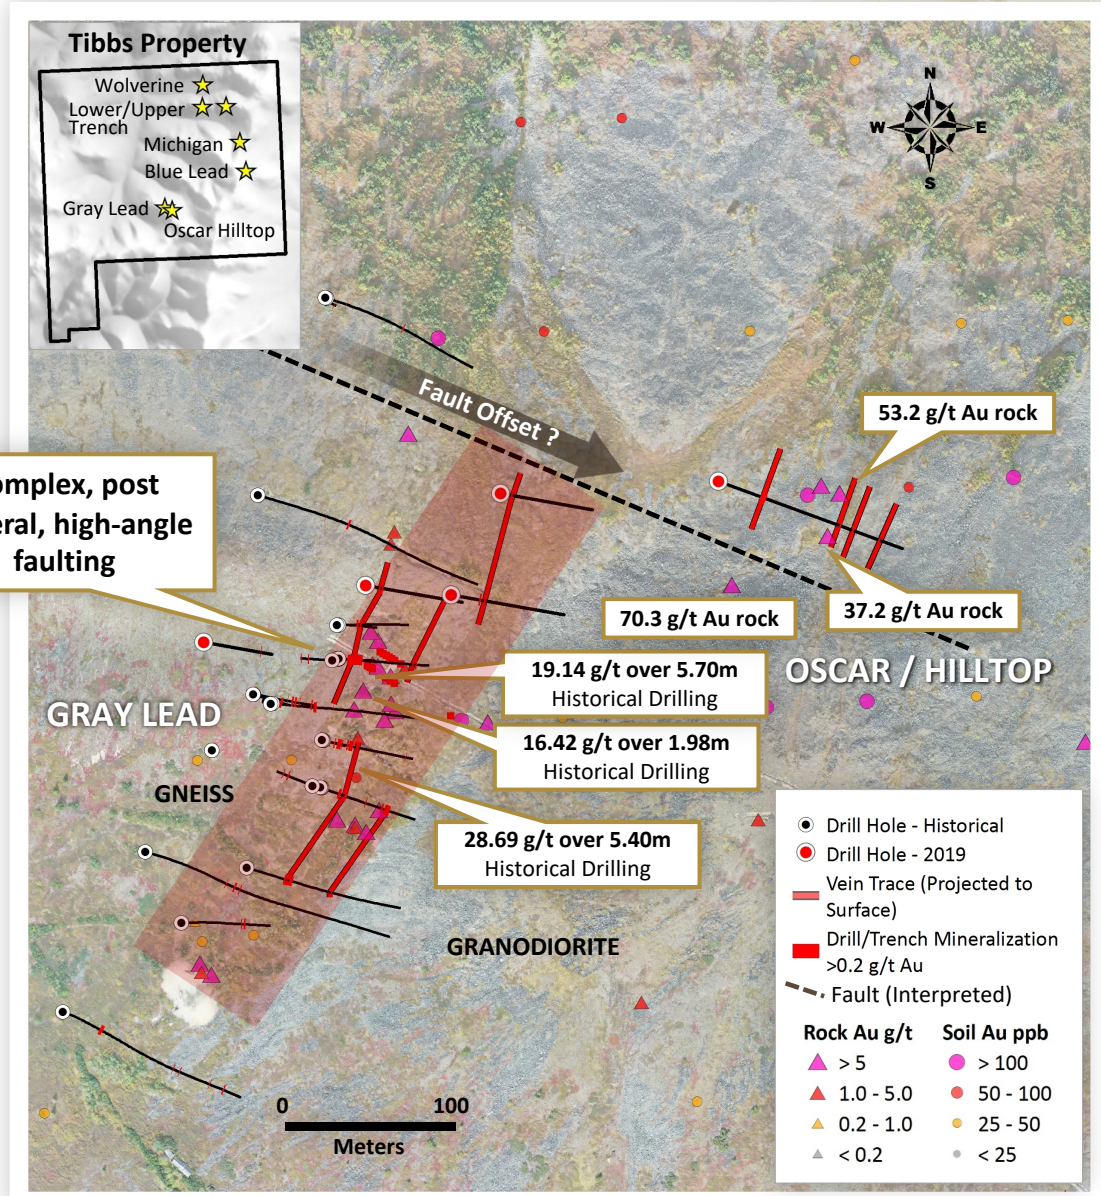 Tibbs Property
Wolverine
Lower/Upper
Trench
Michigan
Blue Lead
Gray Lead
Oscar Hilltop
N
W
E
S
Fault Offset ?
53.2 g/t Au rock
post
high-angle
faulting
70.3 g/t Au rock
37.2 g/t Au rock
19.14 g/t over 5.70m
Historical Drilling
OSCAR / HILLTOP
GRAY LEAD
16.42 g/t over 1.98m
Historical Drilling
GNEISS
28.69 g/t over 5.40m
Historical Drilling
GRANODIORITE
0 100
Meters
Drill Hole - Historical
Drill Hole - 2019
Vein Trace (Projected to
Surface)
Drill/Trench Mineralization
>0.2 g/t Au
Fault (Interpreted)
Rock Au g/t Soil Au ppb
> 5 > 100
1.0 - 5.0 50 - 100
0.2 - 1.0 25 - 50
< 0.2 < 25